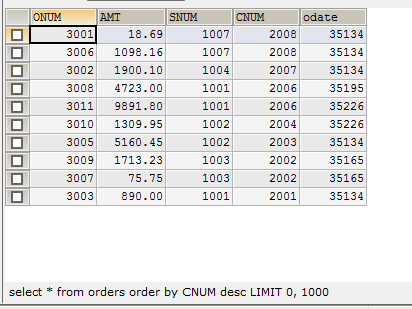 ONUM AMT SNUM CNUM odate
3001 18.69 1007 2008 35134
3006 1098.16 1007 2008 35134
3002 1900.10 1004 2007 35134
3008 4723.00 1001 2006 35195
3011 9891.80 1001 2006 35226
3010 1309.95 1002 2004 35226
3005 5160.45 1002 2003 35134
3009 1713.23 1003 2002 35165
3007 75.75 1003 2002 35165
3003 890.00 1001 2001 35134
select * from orders order by CNUM desc LIMIT 0, 1000